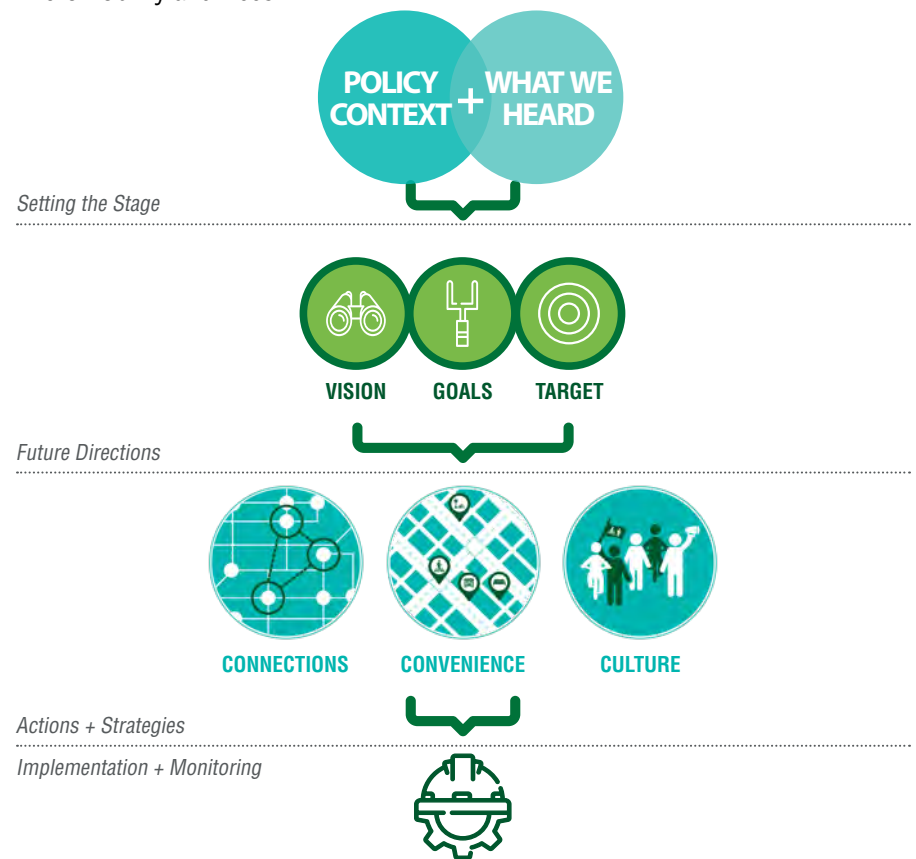 POLICY
CONTEXT
+
WHAT WE
HEARD
Setting the Stage
VISION
GOALS
TARGET
Future Directions
CONNECTIONS
CONVENIENCE
CULTURE
Actions + Strategies
Implementation + Monitoring